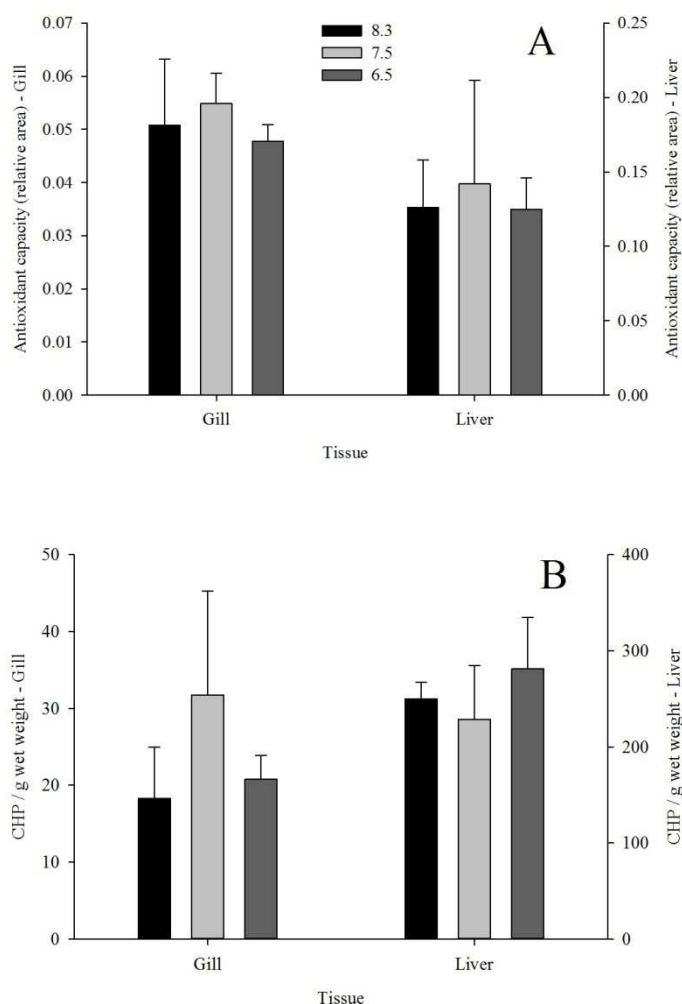 0.07
0.06
0.05
0.04
0.03
0.02
0.01
0.00
Antioxidant capacity (relative area) - Gill
8.3
7.5
6.5
A
0.25
0.20
0.15
0.10
0.05
0.00
Antioxidant capacity (relative area) - Liver
Gill
Liver
Tissue
50
40
30
20
10
0
CHP / g wet weight - Gill
B
400
300
200
100
0
CHP / g wet weight - Liver
Gill
Liver
Tissue